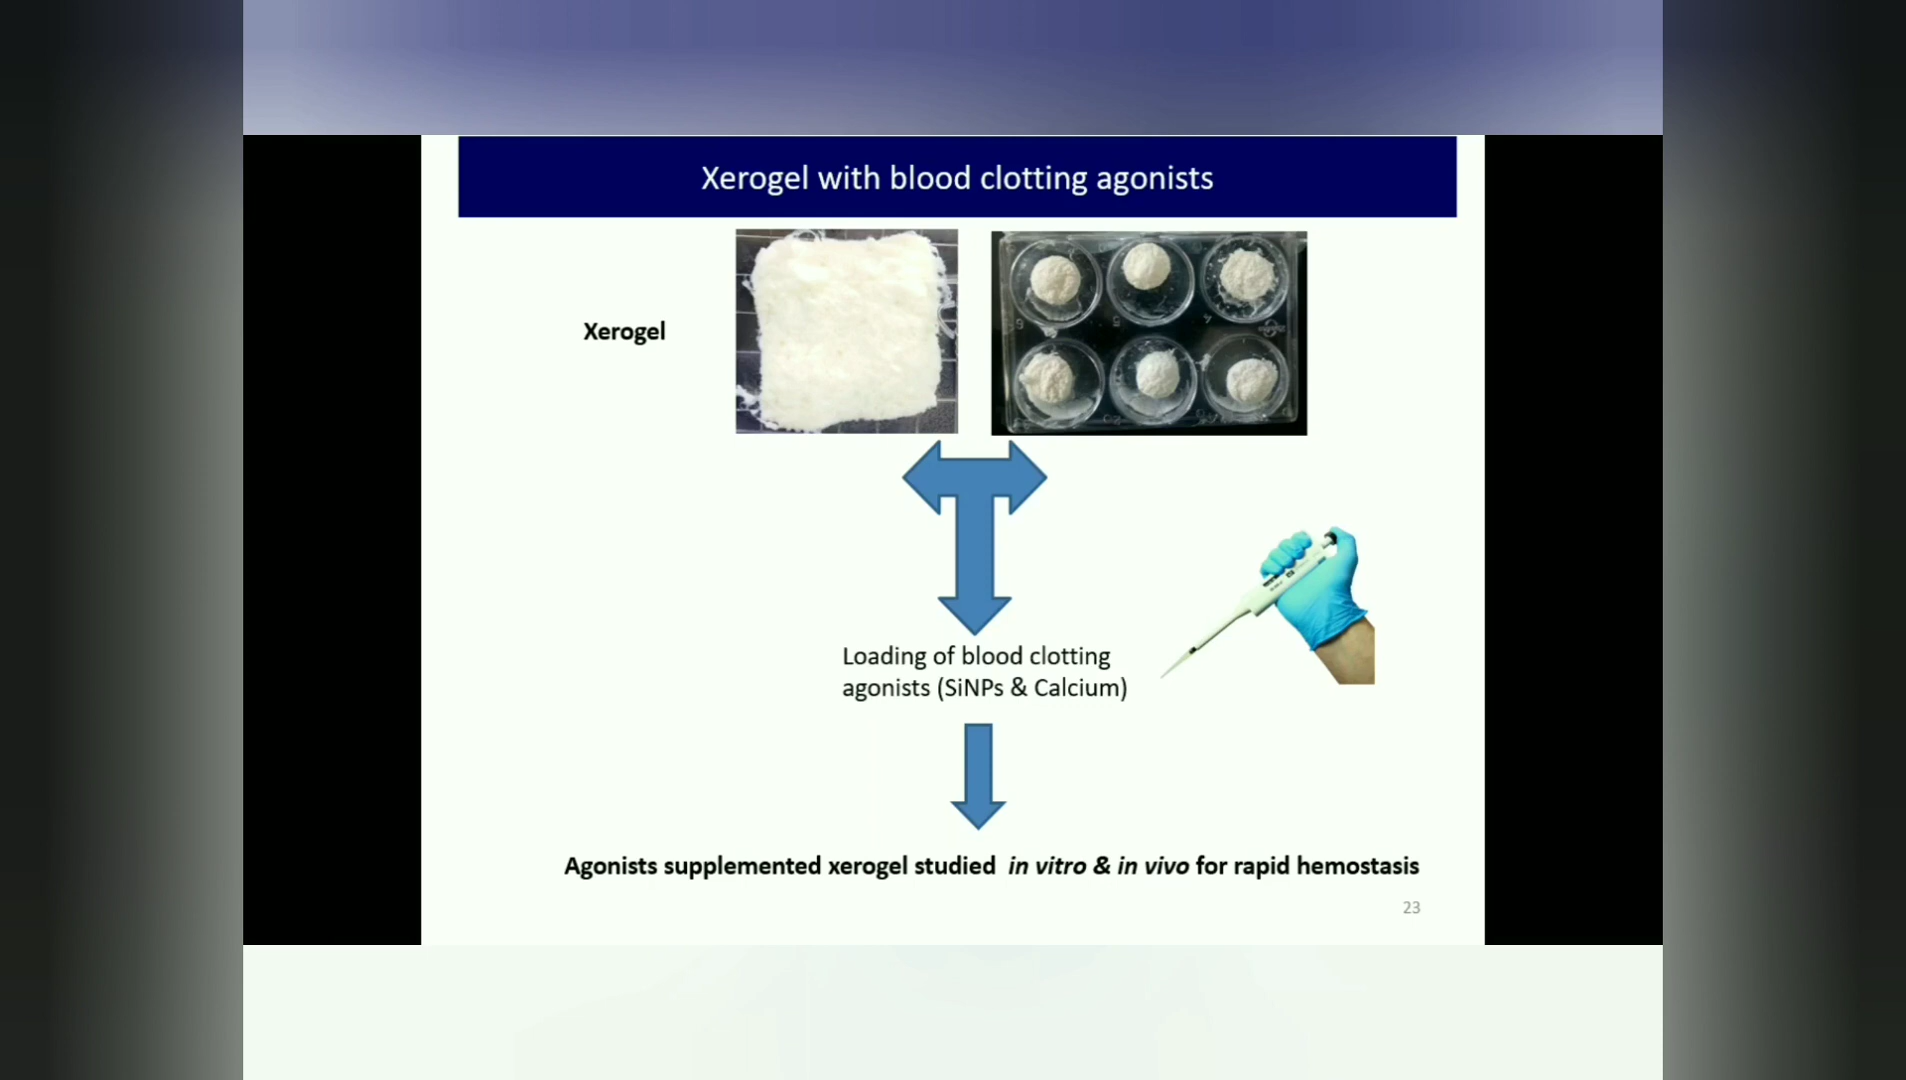 Xerogel with blood clotting agonists
Xerogel
Loading of blood clotting
agonists (SiNPs & Calcium)
Agonists supplemented xerogel studied in vitro & in vivo for rapid hemostasis
23